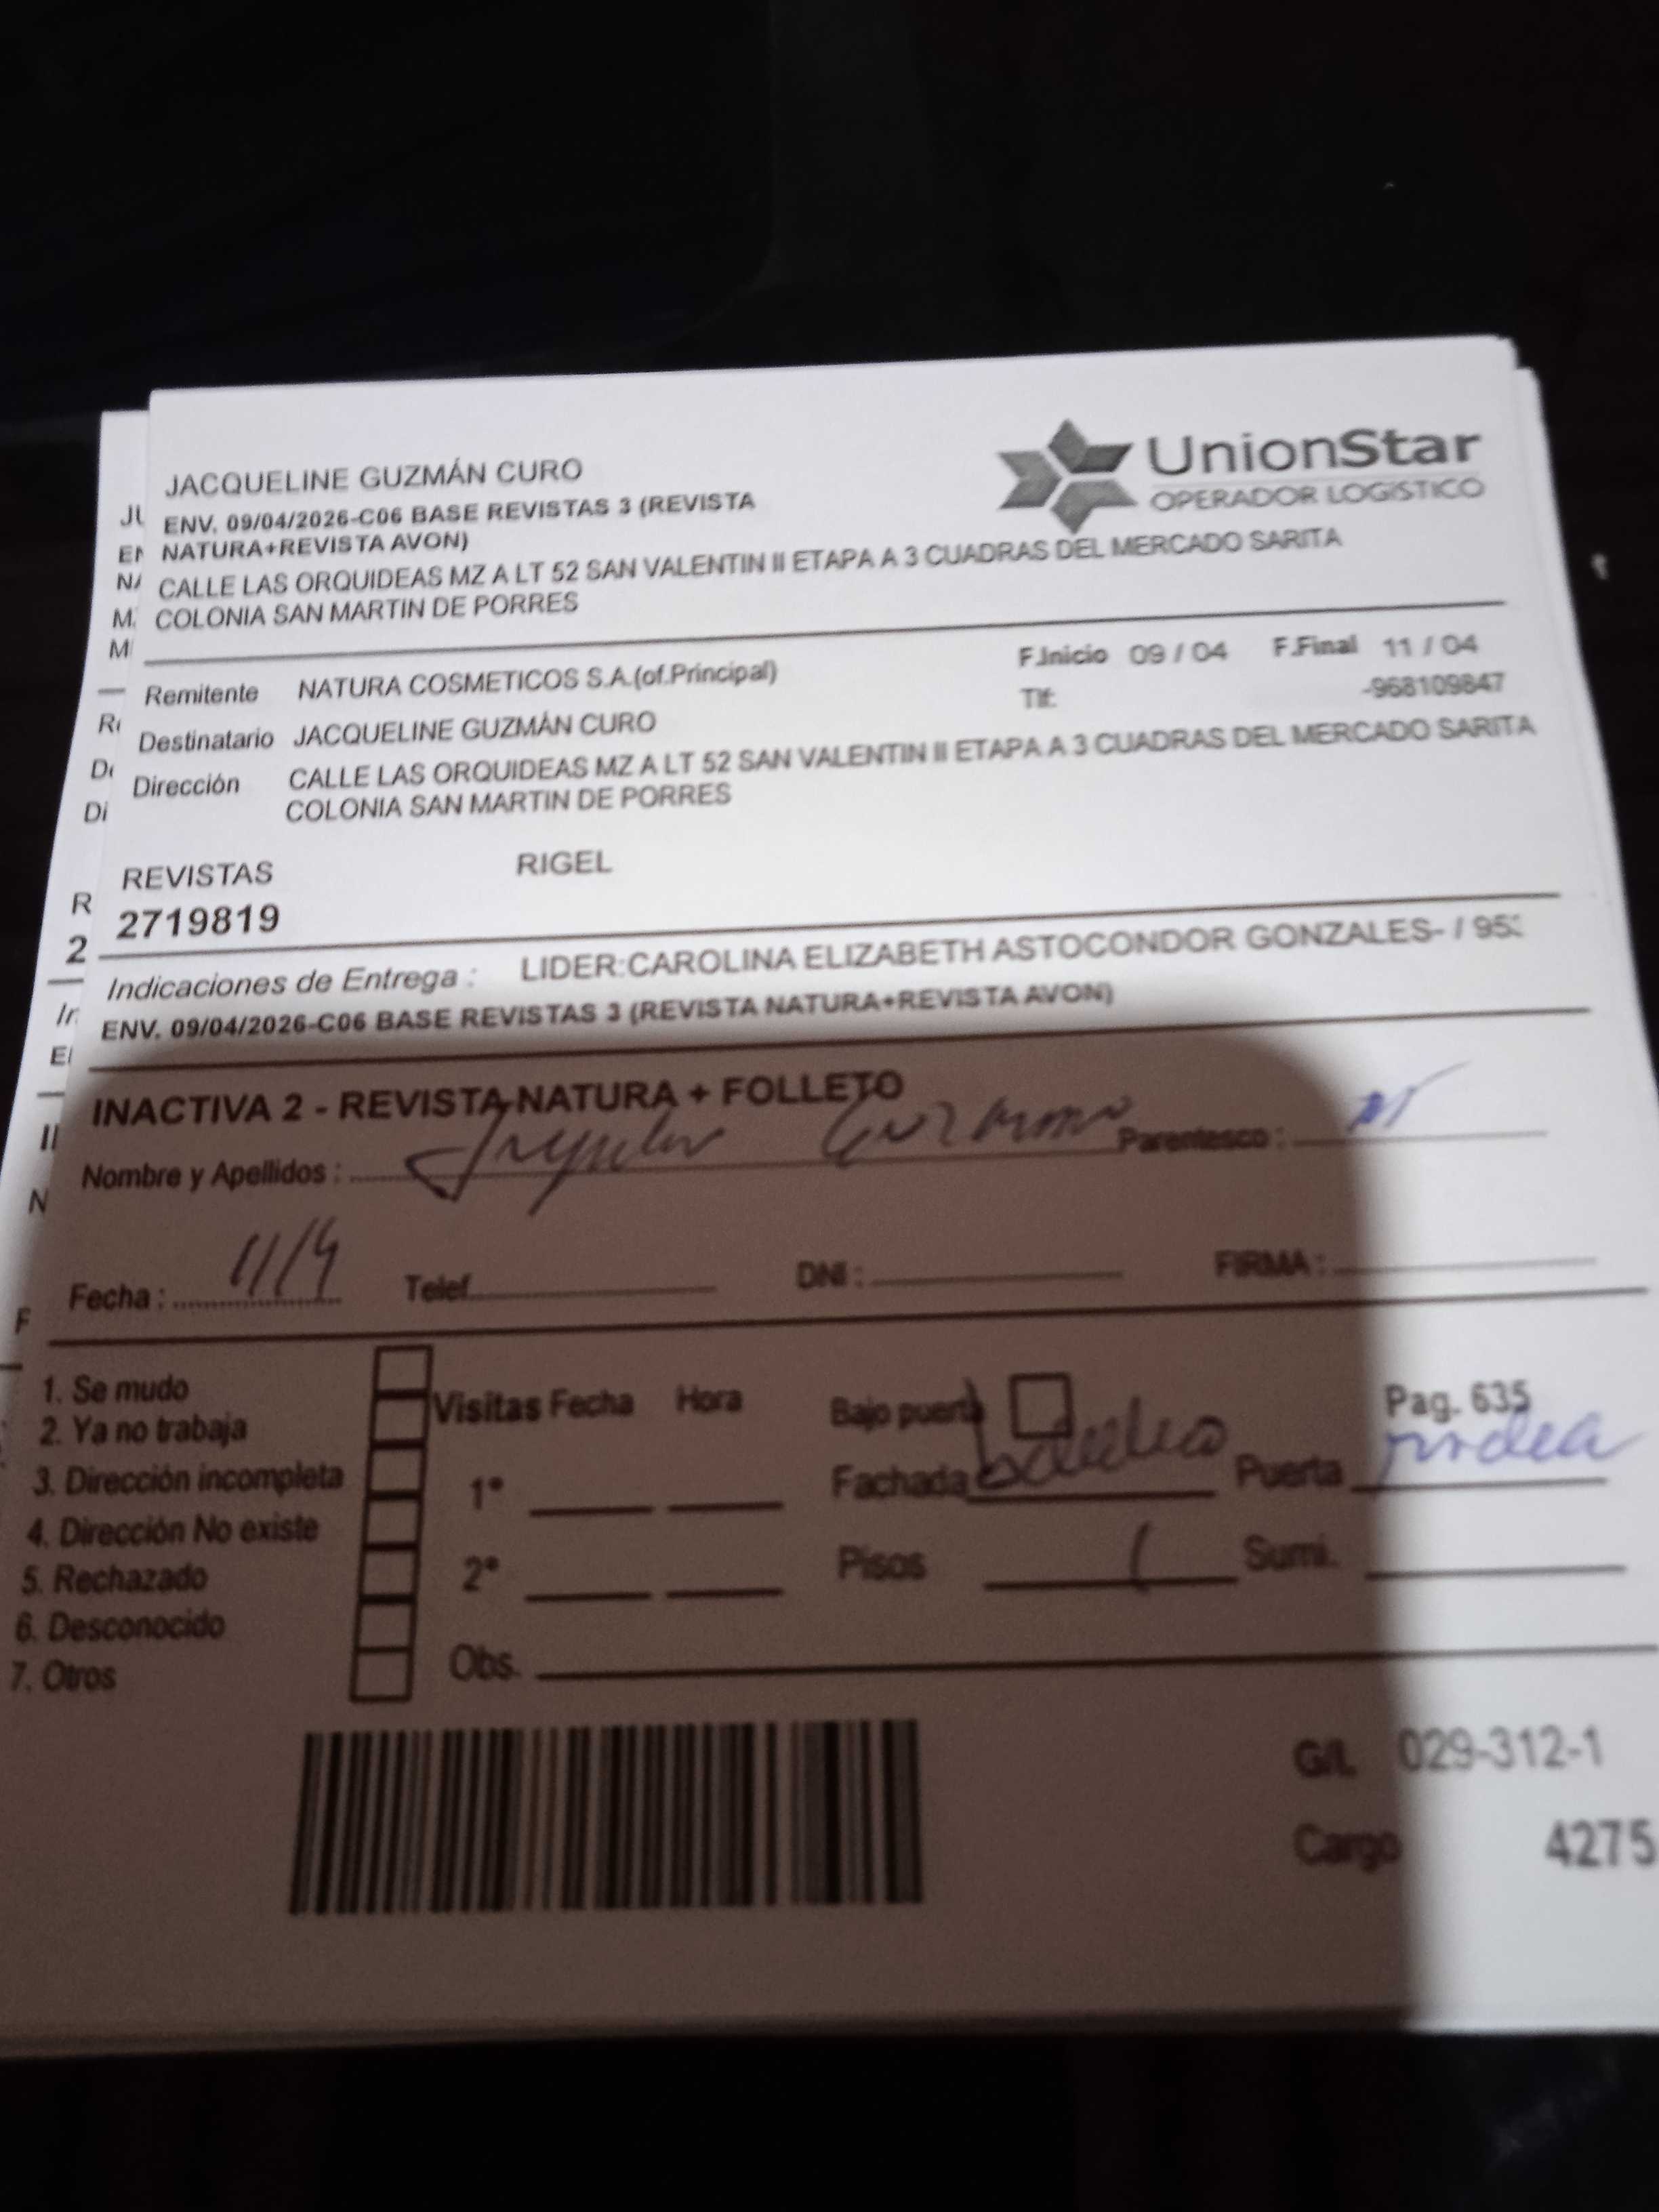 JACQUELINE GUZMÁN CURO
UnionStar
OPERADOR LOGÍSTICO
ENV. 09/04/2026-C06 BASE REVISTAS 3 (REVISTA
NATURA+REVISTA AVON)
CALLE LAS ORQUIDEAS MZ A LT 52 SAN VALENTIN II ETAPA A 3 CUADRAS DEL MERCADO SARITA
COLONIA SAN MARTIN DE PORRES
Remitente NATURA COSMETICOS S.A.(of.Principal) F.Inicio 09 / 04 F.Final 11 / 04
Tlf: -968109847
Destinatario JACQUELINE GUZMÁN CURO
Dirección CALLE LAS ORQUIDEAS MZ A LT 52 SAN VALENTIN II ETAPA A 3 CUADRAS DEL MERCADO SARITA
COLONIA SAN MARTIN DE PORRES
REVISTAS RIGEL
2719819
Indicaciones de Entrega : LIDER:CAROLINA ELIZABETH ASTOCONDOR GONZALES- / 95
ENV. 09/04/2026-C06 BASE REVISTAS 3 (REVISTA NATURA+REVISTA AVON)
INACTIVA 2 - REVISTA NATURA + FOLLETO
Nombre y Apellidos : Guzman Parentesco :
Fecha : 11/4 Telef. DNI : FIRMA :
1. Se mudo
2. Ya no trabaja
3. Dirección incompleta
4. Dirección No existe
5. Rechazado
6. Desconocido
7. Otros
Visitas Fecha Hora
1°
2°
Obs.
Bajo puerta Pag. 635
Fachada Puerta
Pisos 1 Sumi.
G/L 029-312-1
Cargo 4275